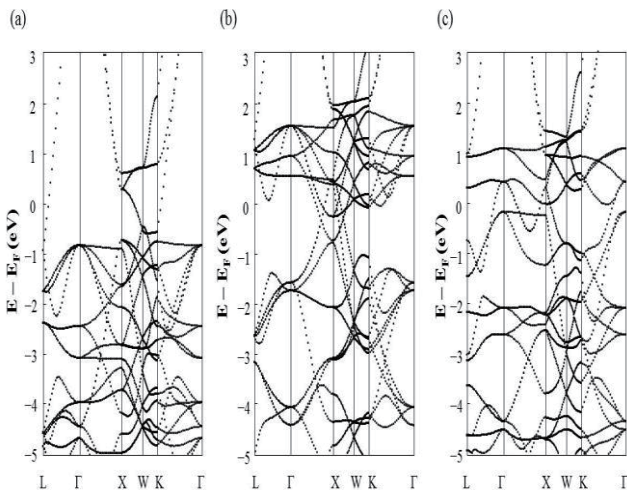 (a) (b) (c)
3 3 3
2 2 2
1 1 1
0 0 0
−1 −1 −1
−2 −2 −2
−3 −3 −3
−4 −4 −4
−5 −5 −5
E − E_F (eV) E − E_F (eV) E − E_F (eV)
L Γ X W K Γ L Γ X W K Γ L Γ X W K Γ